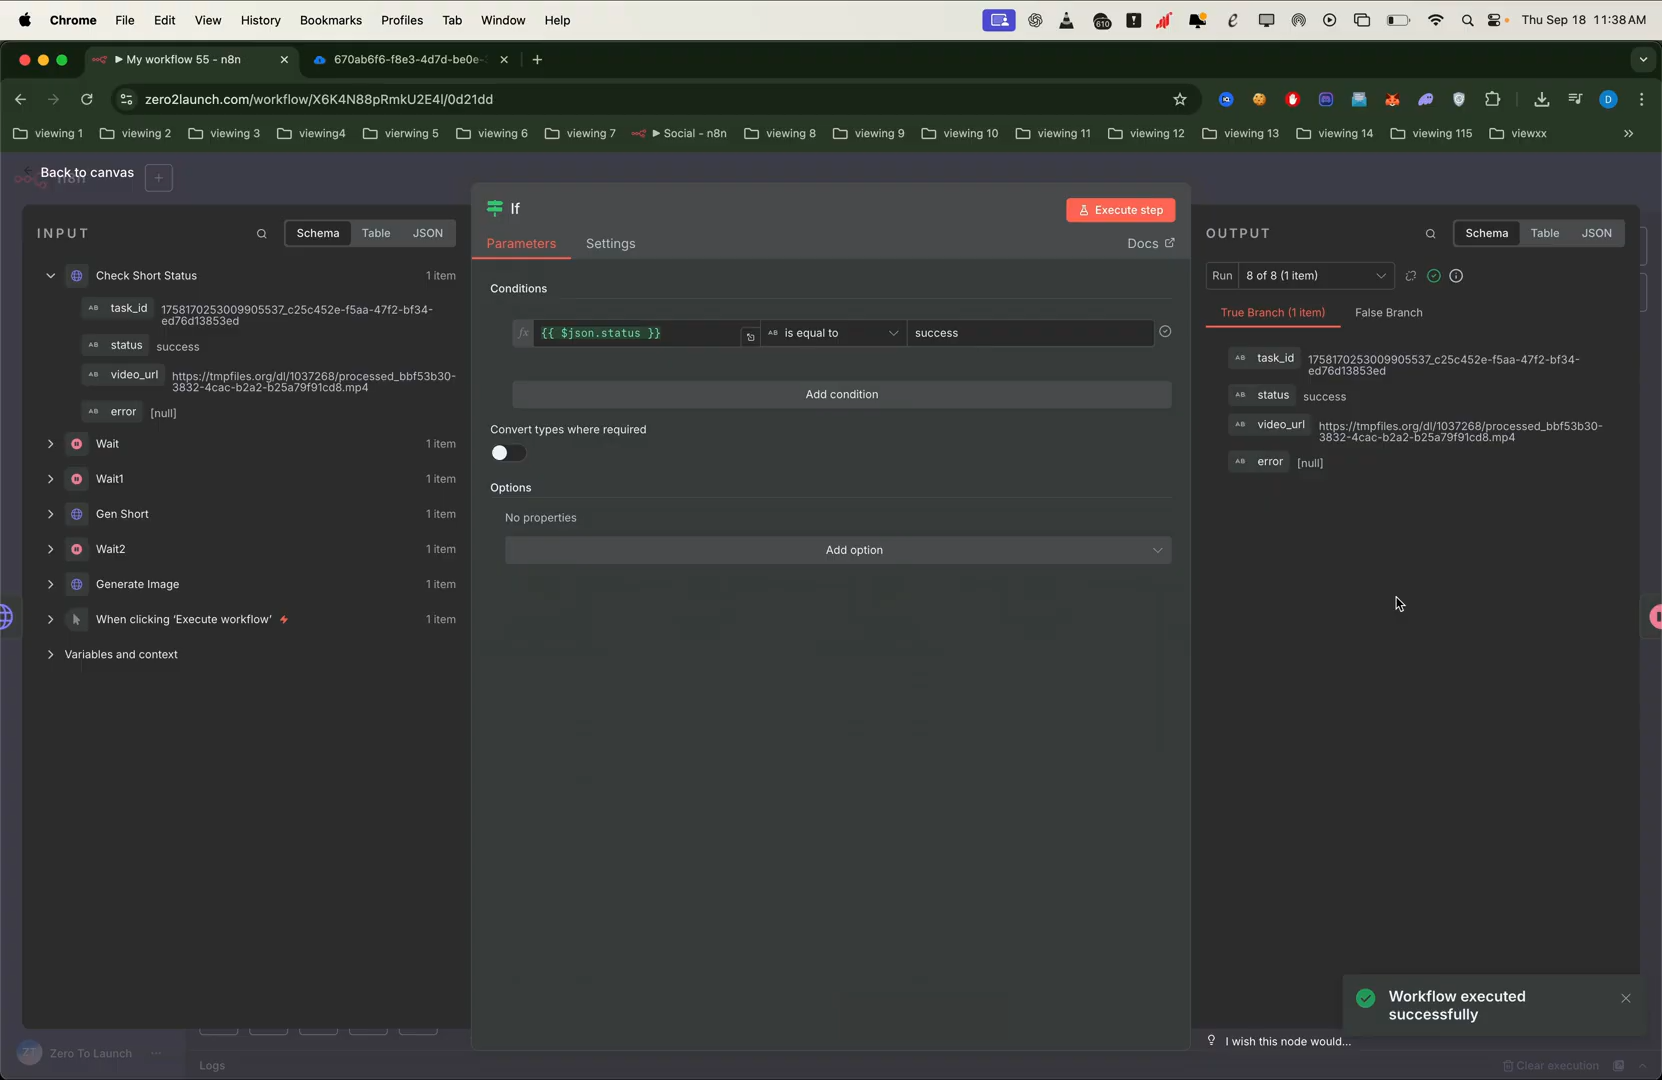 Chrome File Edit View History Bookmarks Profiles Tab Window Help 610 Thu Sep 18 11:38 AM
My workflow 55 - n8n 670ab6f6-f8e3-4d7d-be0e-
zero2launch.com/workflow/X6K4N88pRmkU2E4l/0d21dd D
viewing 1 viewing 2 viewing 3 viewing4 vierwing 5 viewing 6 viewing 7 Social - n8n viewing 8 viewing 9 viewing 10 viewing 11 viewing 12 viewing 13 viewing 14 viewing 115 viewxx
Back to canvas
n8n
If
Execute step
INPUT
Schema Table JSON
Parameters Settings Docs
OUTPUT
Schema Table JSON
Check Short Status 1 item
task_id 1758170253009905537_c25c452e-f5aa-47f2-bf34-
ed76d13853ed
status success
video_url https://tmpfiles.org/dl/1037268/processed_bbf53b30-
3832-4cac-b2a2-b25a79f91cd8.mp4
error [null]
Wait 1 item
Wait1 1 item
Gen Short 1 item
Wait2 1 item
Generate Image 1 item
When clicking ‘Execute workflow’ 1 item
Variables and context
Conditions
fx {{ $json.status }} is equal to success
Add condition
Convert types where required
Options
No properties
Add option
Run 8 of 8 (1 item)
True Branch (1 item) False Branch
task_id 1758170253009905537_c25c452e-f5aa-47f2-bf34-
ed76d13853ed
status success
video_url https://tmpfiles.org/dl/1037268/processed_bbf53b30-
3832-4cac-b2a2-b25a79f91cd8.mp4
error [null]
Workflow executed
successfully
I wish this node would...
ZT Zero To Launch
Logs
Clear execution